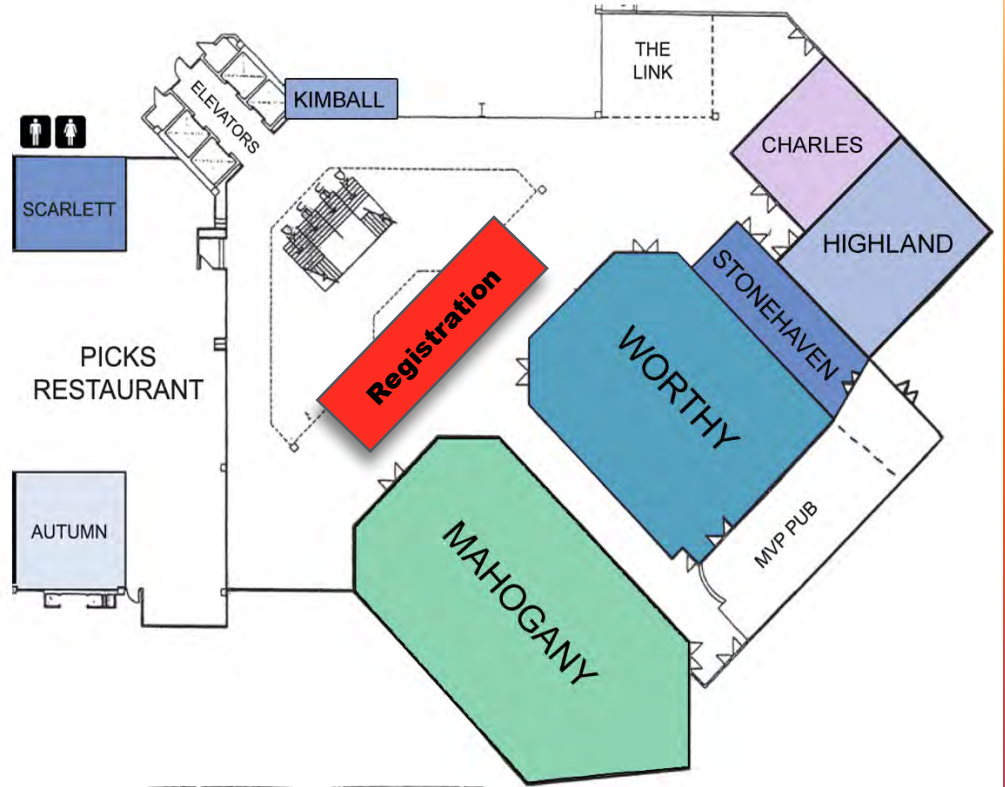 THE
LINK
ELEVATORS
KIMBALL
CHARLES
SCARLETT
HIGHLAND
STONEHAVEN
Registration
WORTHY
PICKS
RESTAURANT
AUTUMN
MAHOGANY
MVP PUB